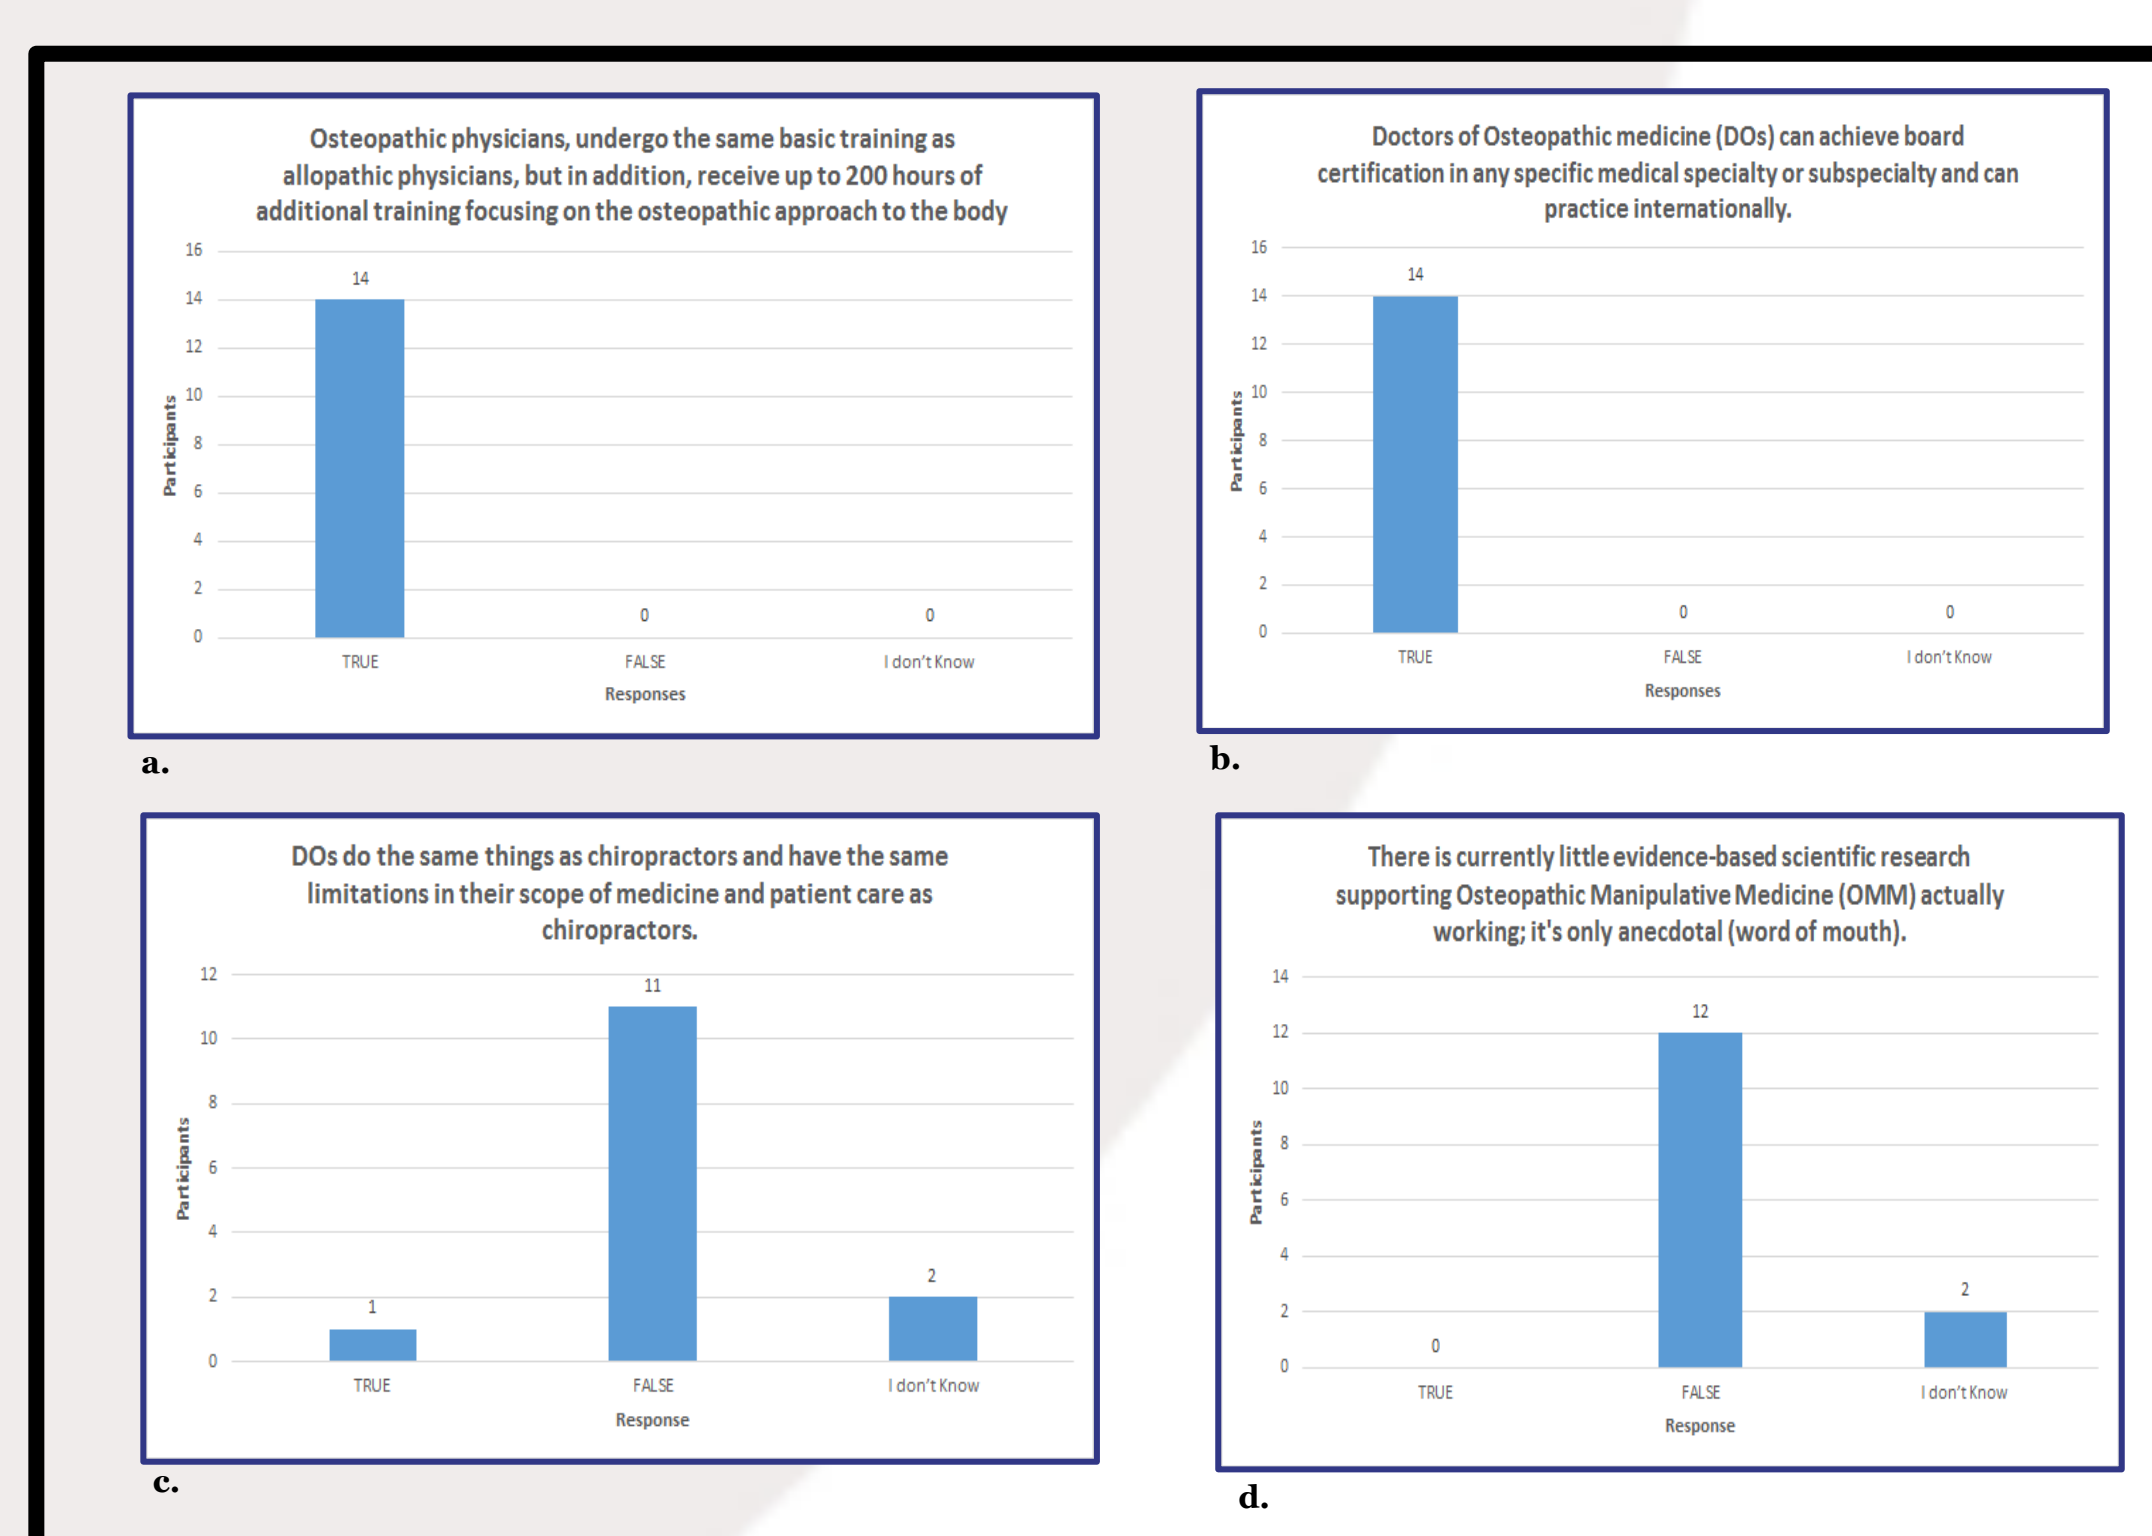 Osteopathic physicians, undergo the same basic training as
allopathic physicians, but in addition, receive up to 200 hours of
additional training focusing on the osteopathic approach to the body
16
14
14
12
10
8
6
4
2
0
0
0
Participants
TRUE
FALSE
I don't Know
Responses
a.
Doctors of Osteopathic medicine (DOs) can achieve board
certification in any specific medical specialty or subspecialty and can
practice internationally.
16
14
14
12
10
8
6
4
2
0
0
0
Participants
TRUE
FALSE
I don't Know
Responses
b.
DOs do the same things as chiropractors and have the same
limitations in their scope of medicine and patient care as
chiropractors.
12
11
10
8
6
4
2
2
1
0
Participants
TRUE
FALSE
I don't Know
Response
c.
There is currently little evidence-based scientific research
supporting Osteopathic Manipulative Medicine (OMM) actually
working; it's only anecdotal (word of mouth).
14
12
12
10
8
6
4
2
2
0
0
Participants
TRUE
FALSE
I don't Know
Response
d.